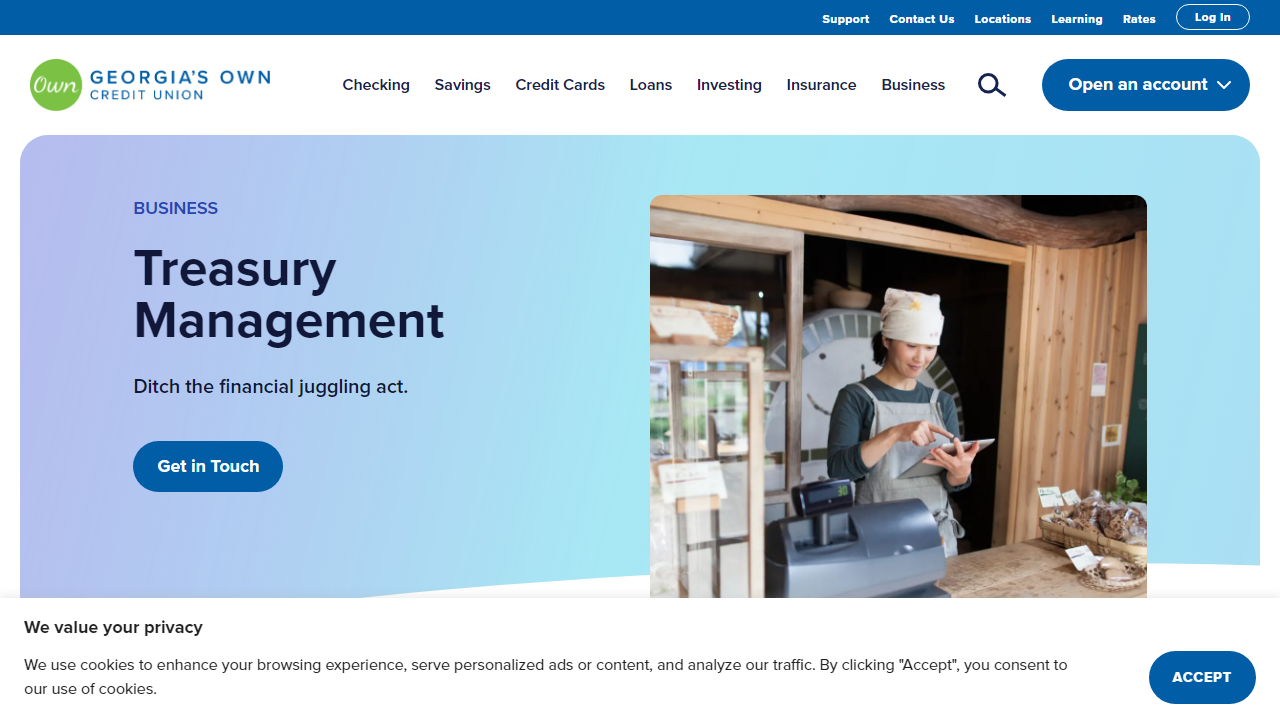 Support Contact Us Locations Learning Rates Log In
Own GEORGIA'S OWN
CREDIT UNION
Checking Savings Credit Cards Loans Investing Insurance Business Open an account
BUSINESS
Treasury
Management
Ditch the financial juggling act.
Get in Touch
We value your privacy
We use cookies to enhance your browsing experience, serve personalized ads or content, and analyze our traffic. By clicking "Accept", you consent to
our use of cookies.
ACCEPT